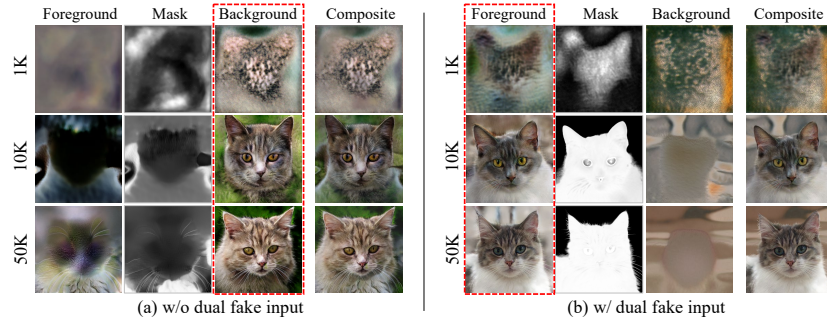 Foreground Mask Background Composite Foreground Mask Background Composite
1K 1K
10K 10K
50K 50K
(a) w/o dual fake input (b) w/ dual fake input